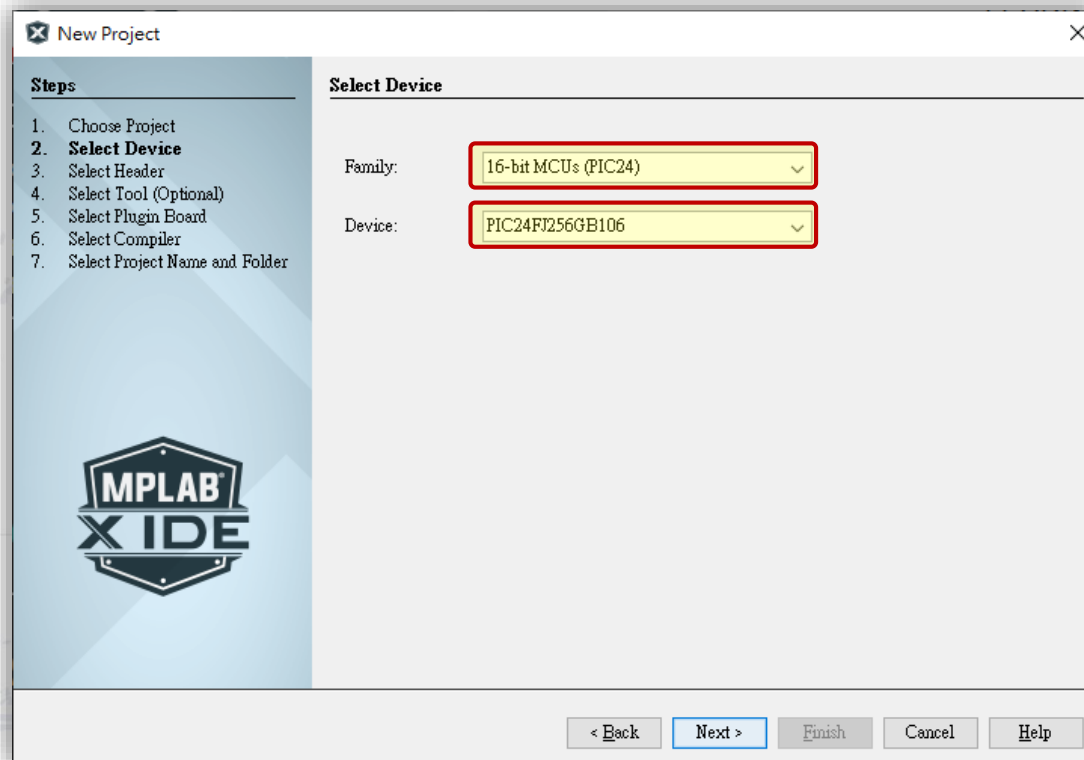 New Project
Steps
1. Choose Project
2. Select Device
3. Select Header
4. Select Tool (Optional)
5. Select Plugin Board
6. Select Compiler
7. Select Project Name and Folder
MPLAB®
X IDE
Select Device
Family: 16-bit MCUs (PIC24)
Device: PIC24FJ256GB106
< Back Next > Finish Cancel Help